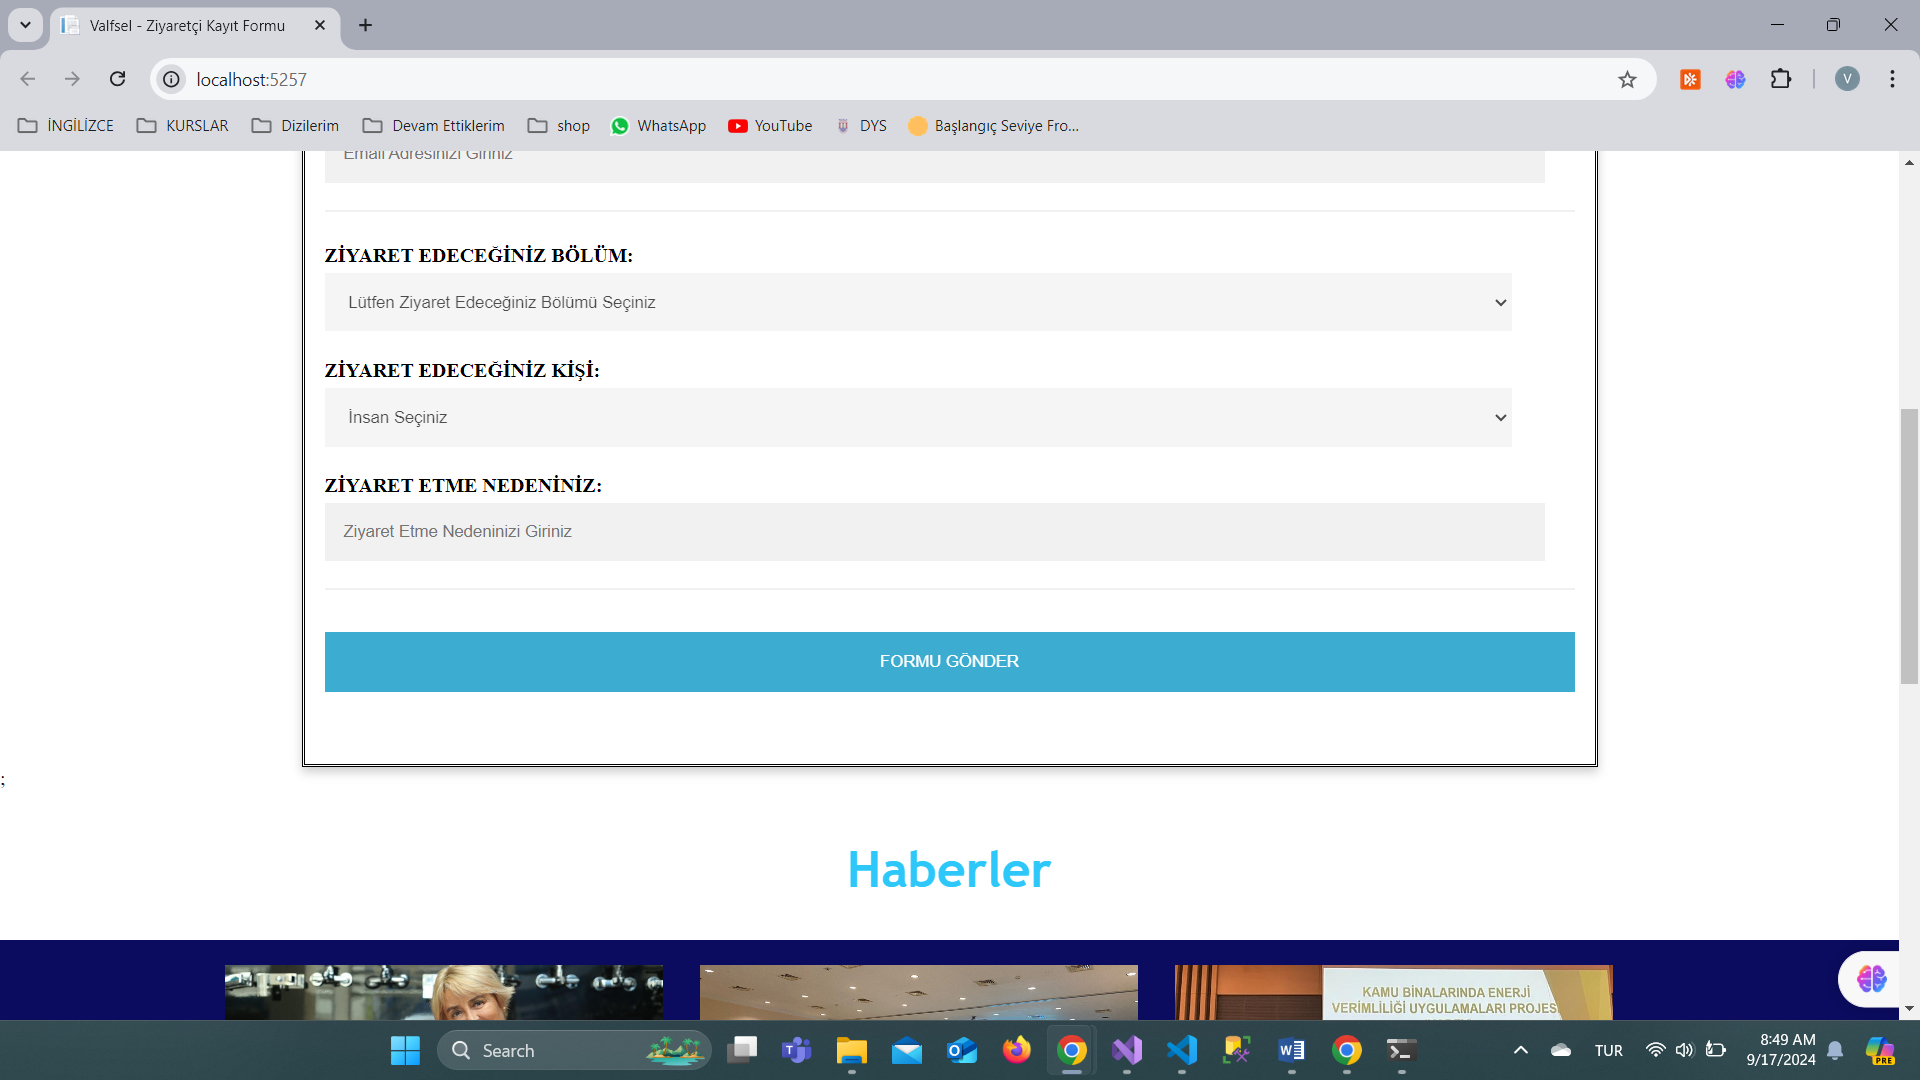 Valfsel - Ziyaretçi Kayıt Formu
localhost:5257
V
İNGİLİZCE
KURSLAR
Dizilerim
Devam Ettiklerim
shop
WhatsApp
YouTube
DYS
Başlangıç Seviye Fro...
Email Adresinizi Giriniz
ZİYARET EDECEĞİNİZ BÖLÜM:
Lütfen Ziyaret Edeceğiniz Bölümü Seçiniz
ZİYARET EDECEĞİNİZ KİŞİ:
İnsan Seçiniz
ZİYARET ETME NEDENİNİZ:
Ziyaret Etme Nedeninizi Giriniz
FORMU GÖNDER
;
Haberler
KAMU BİNALARINDA ENERJİ
VERİMLİLİĞİ UYGULAMALARI PROJESİ
Search
TUR
8:49 AM
9/17/2024
PRE